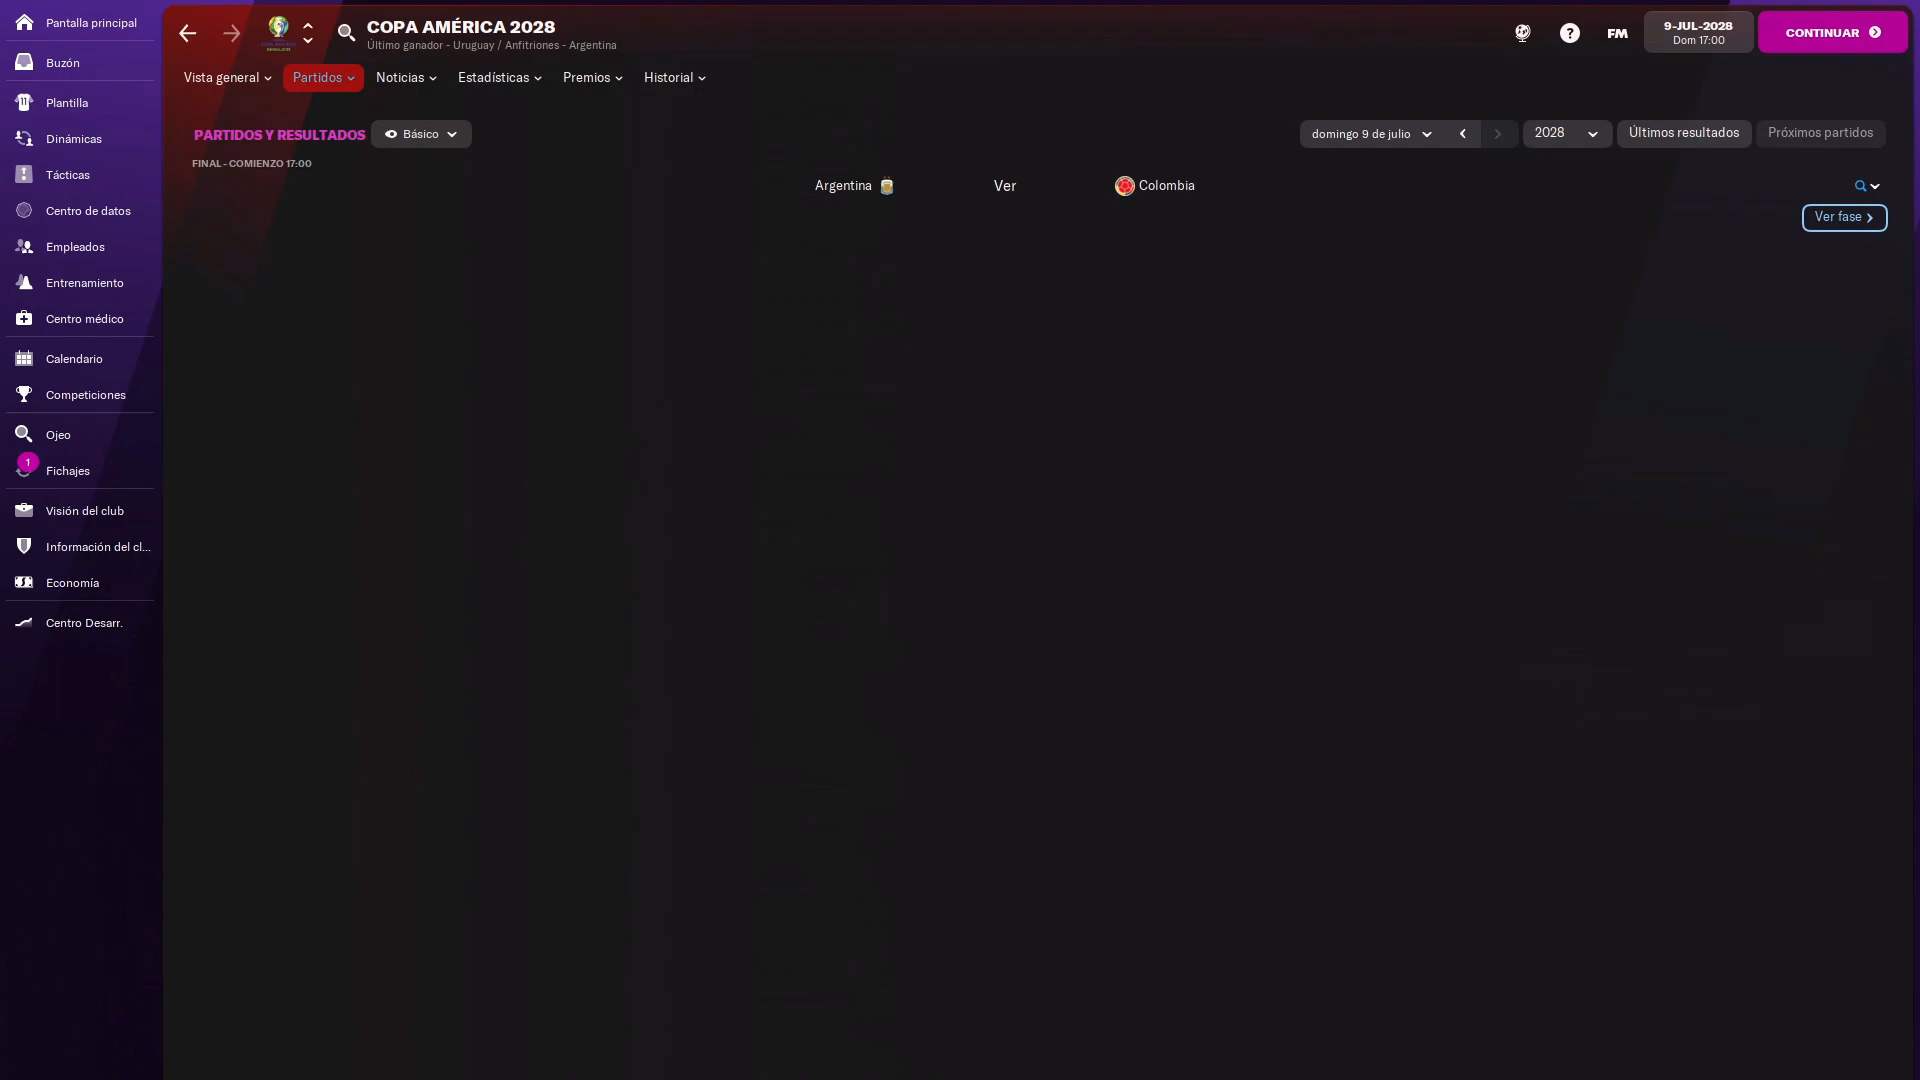 Pantalla principal
Buzón
Plantilla
Dinámicas
Tácticas
Centro de datos
Empleados
Entrenamiento
Centro médico
Calendario
Competiciones
Ojeo
1
Fichajes
Visión del club
Información del cl...
Economía
Centro Desarr.
COPA AMÉRICA 2028
Último ganador - Uruguay / Anfitriones - Argentina
FM
9-JUL-2028
Dom 17:00
CONTINUAR
Vista general Partidos Noticias Estadísticas Premios Historial
PARTIDOS Y RESULTADOS Básico
domingo 9 de julio 2028 Últimos resultados Próximos partidos
FINAL - COMIENZO 17:00
Argentina Ver Colombia
Ver fase